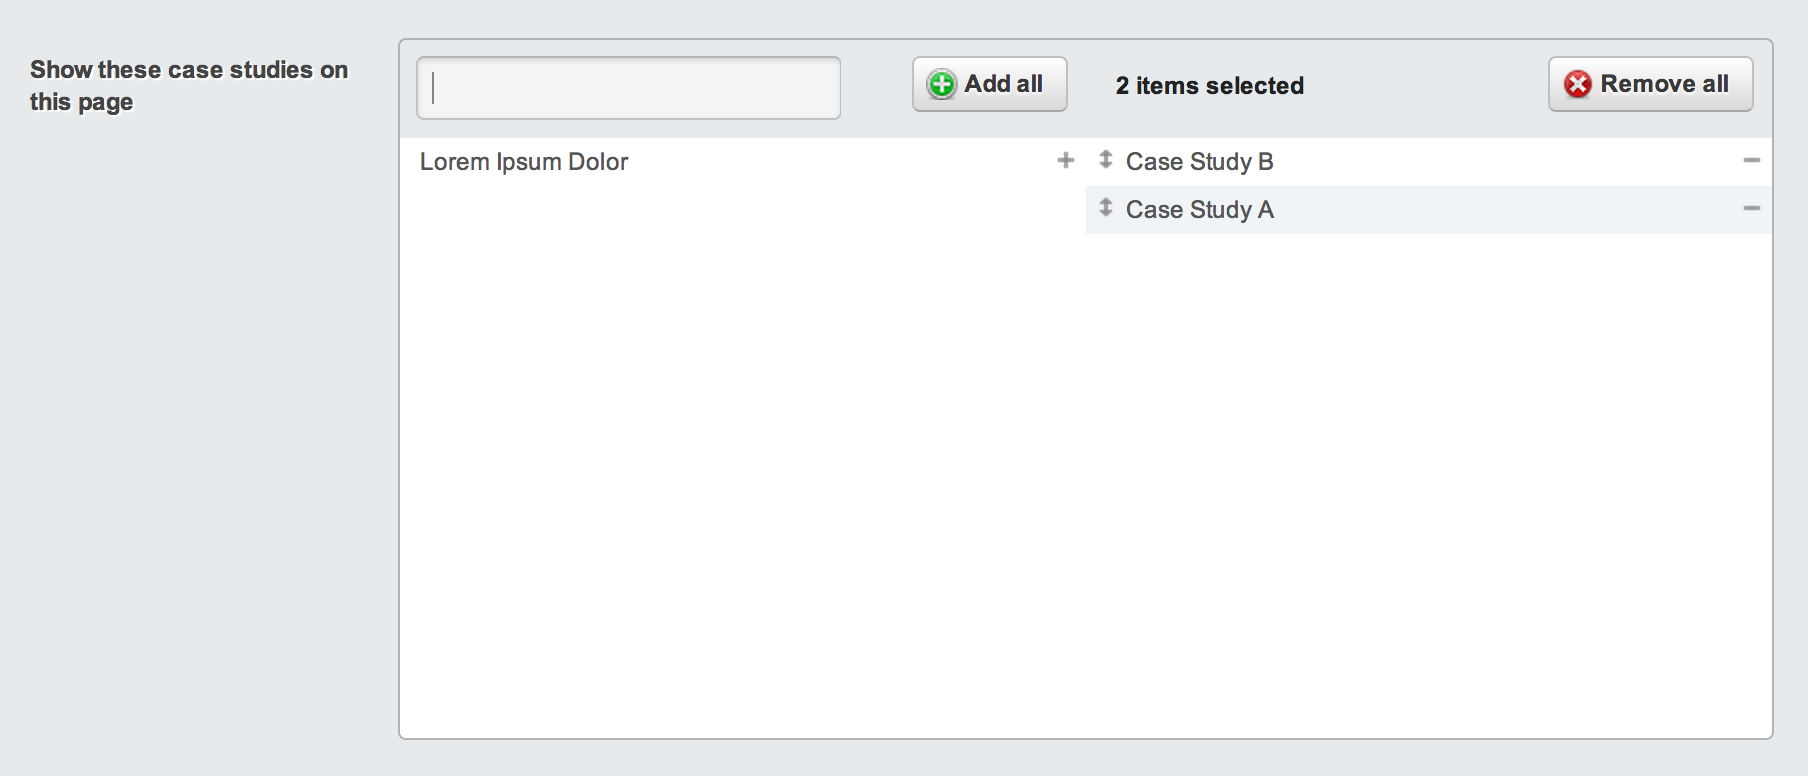 Show these case studies on
this page
Add all
2 items selected
Remove all
Lorem Ipsum Dolor
Case Study B
Case Study A